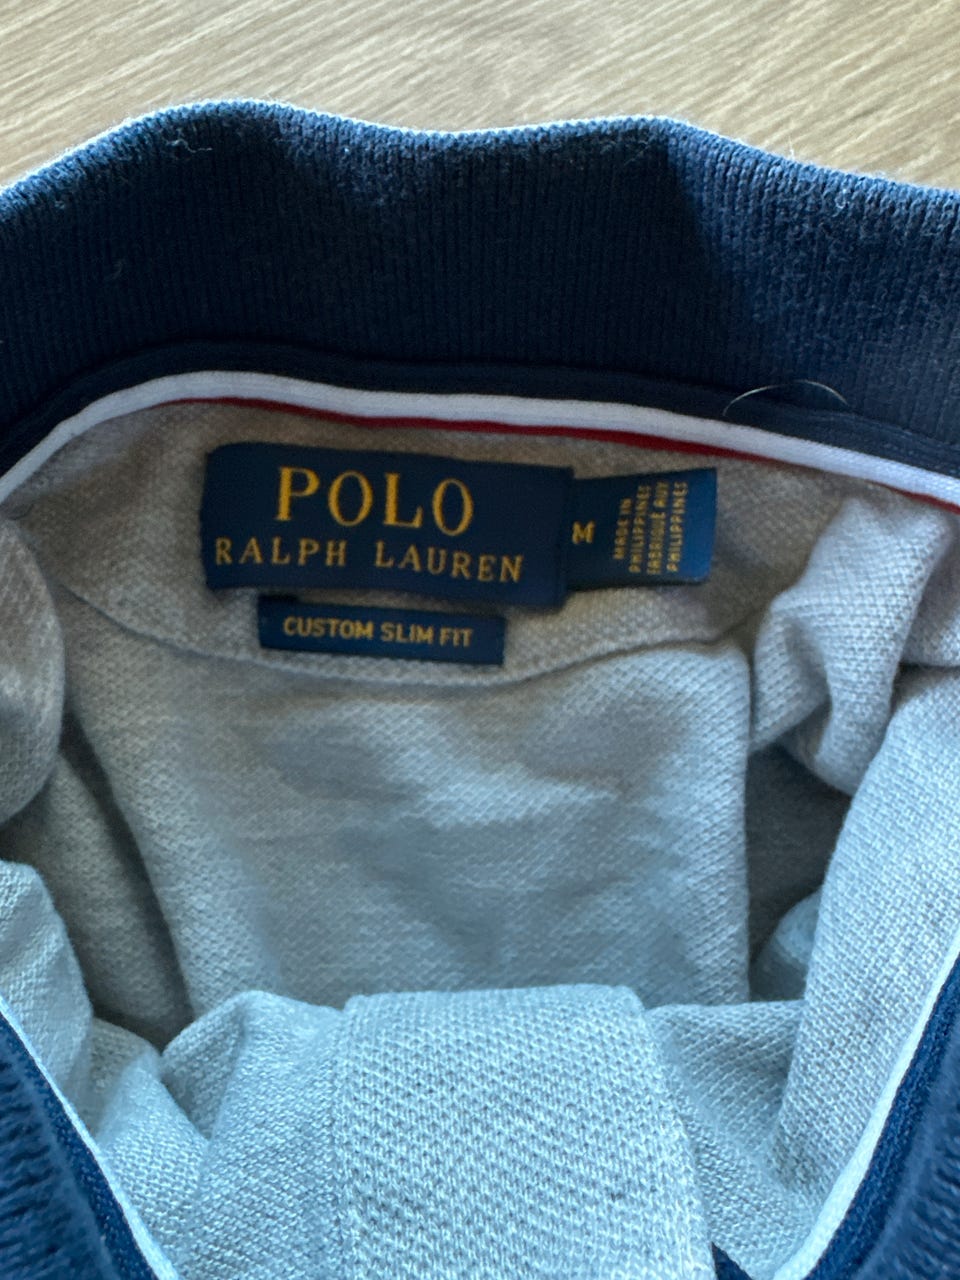 POLO
RALPH LAUREN
M
MADE IN
PHILIPPINES
FABRIQUÉ AUX
PHILIPPINES
CUSTOM SLIM FIT